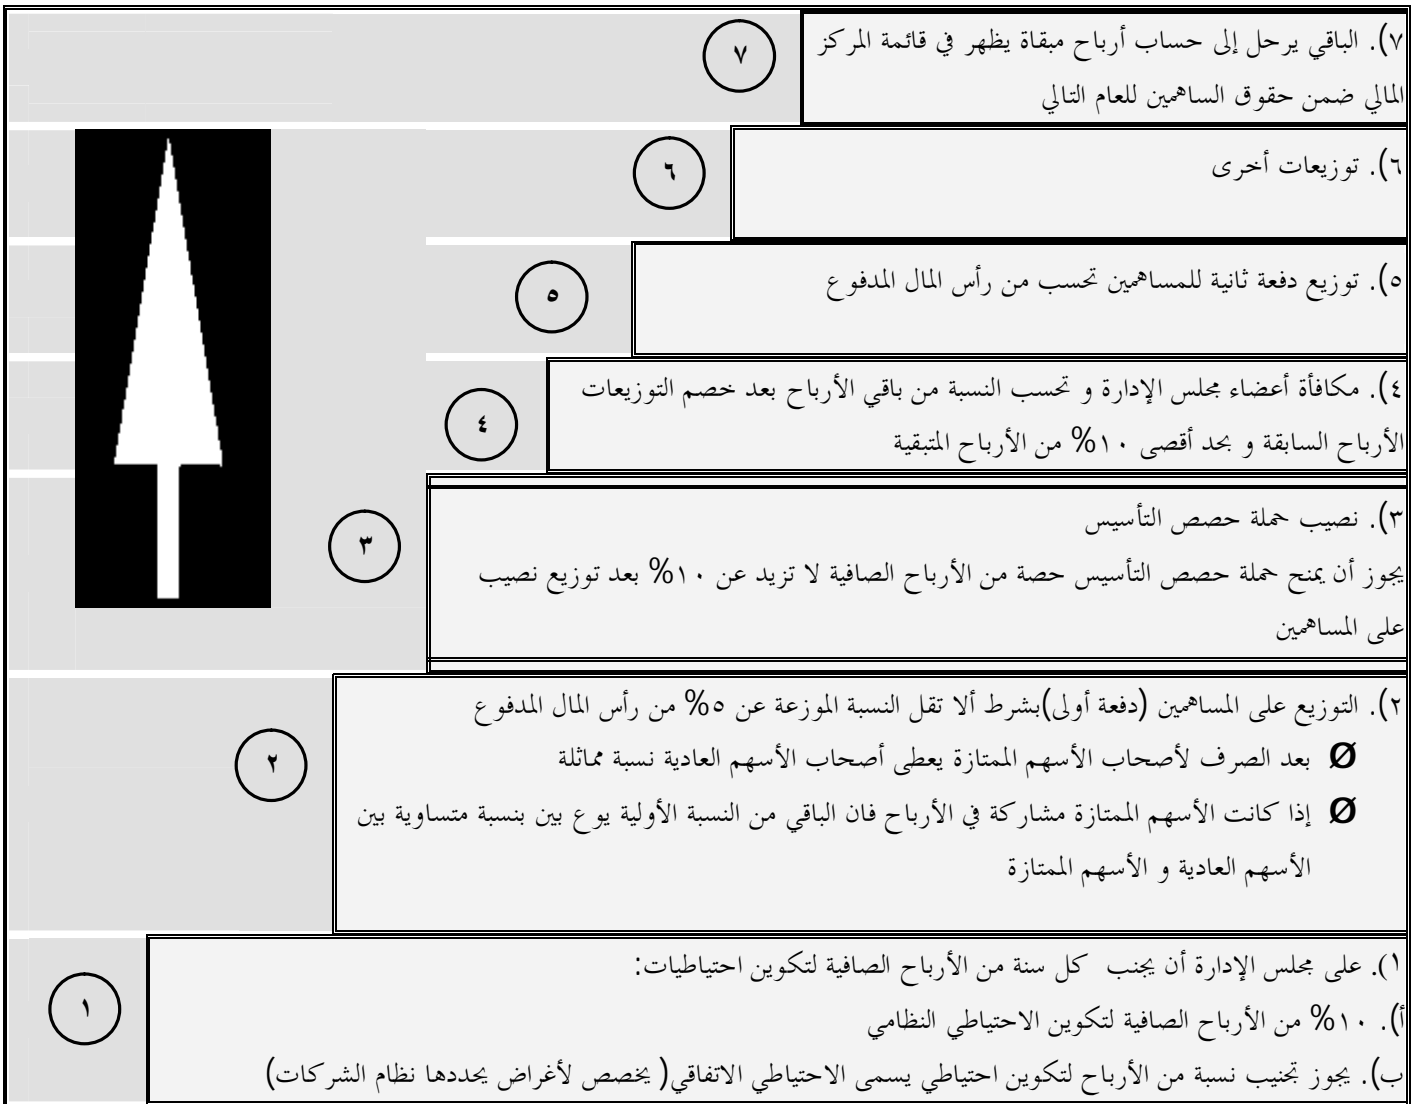 ٧). الباقي يرحل إلى حساب أرباح مبقاة يظهر في قائمة المركز
المالي ضمن حقوق الساهمين للعام التالي
٧
٦). توزيعات أخرى
٦
٥). توزيع دفعة ثانية للمساهمين تحسب من رأس المال المدفوع
٥
٤). مكافأة أعضاء مجلس الإدارة و تحسب النسبة من باقي الأرباح بعد خصم التوزيعات
الأرباح السابقة و بحد أقصى ١٠% من الأرباح المتبقية
٤
٣). نصيب حملة حصص التأسيس
يجوز أن يمنح حملة حصص التأسيس حصة من الأرباح الصافية لا تزيد عن ١٠% بعد توزيع نصيب
على المساهمين
٣
٢). التوزيع على المساهمين (دفعة أولى)بشرط ألا تقل النسبة الموزعة عن ٥% من رأس المال المدفوع
Ø بعد الصرف لأصحاب الأسهم الممتازة يعطى أصحاب الأسهم العادية نسبة مماثلة
Ø إذا كانت الأسهم الممتازة مشاركة في الأرباح فان الباقي من النسبة الأولية يوع بين بنسبة متساوية بين
الأسهم العادية و الأسهم الممتازة
٢
١). على مجلس الإدارة أن يجنب كل سنة من الأرباح الصافية لتكوين احتياطيات:
أ). ١٠% من الأرباح الصافية لتكوين الاحتياطي النظامي
ب). يجوز تجنيب نسبة من الأرباح لتكوين احتياطي يسمى الاحتياطي الاتفاقي( يخصص لأغراض يحددها نظام الشركات)
١